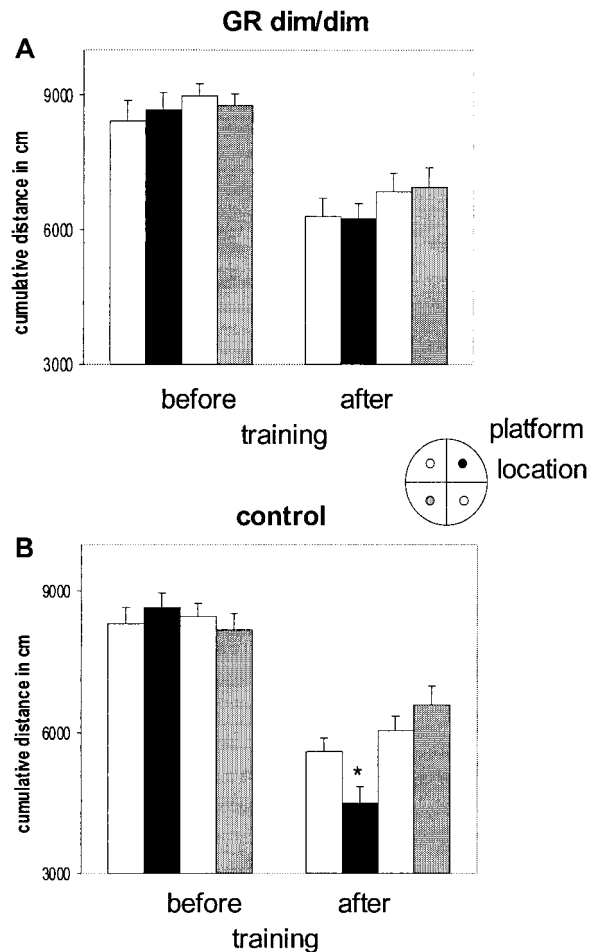 GR dim/dim
A
cumulative distance in cm
9000
6000
3000
before
after
training
platform
location
control
B
cumulative distance in cm
9000
6000
3000
*
before
after
training